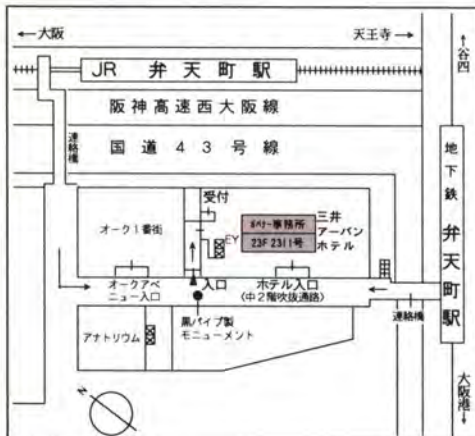 ←大阪
天王寺→
JR 弁天町駅
阪神高速西大阪線
国道43号線
連絡橋
←谷四
地下鉄 弁天町駅
大阪港→
受付
オーク1番街
EV
事務所
23F 2311号
三井
アーバン
ホテル
オークアベ
ニュー入口
入口
ホテル入口
(中2階吹抜通路)
連絡橋
アナトリウム
黒パイプ製
モニュメント
N